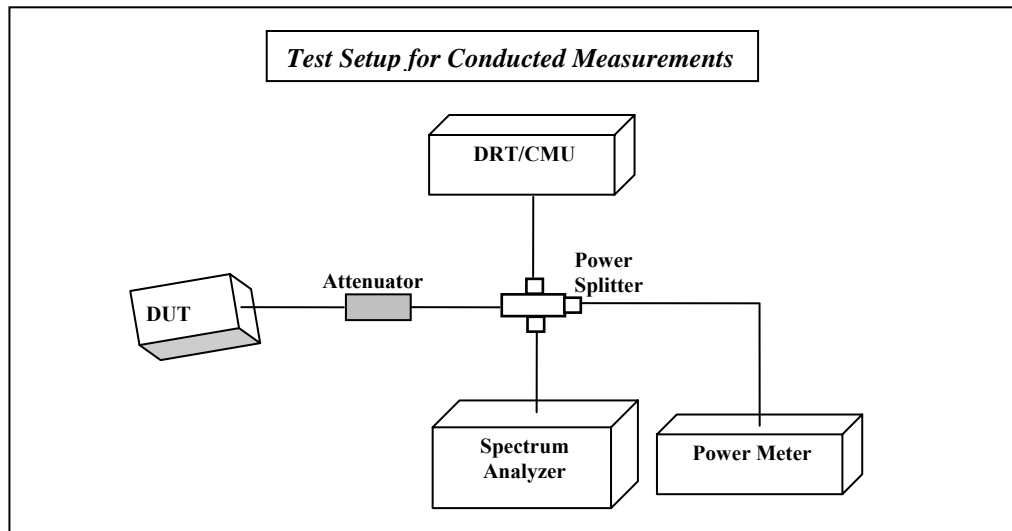 Test Setup for Conducted Measurements
DRT/CMU
Power
Splitter
Attenuator
DUT
Spectrum
Analyzer
Power Meter